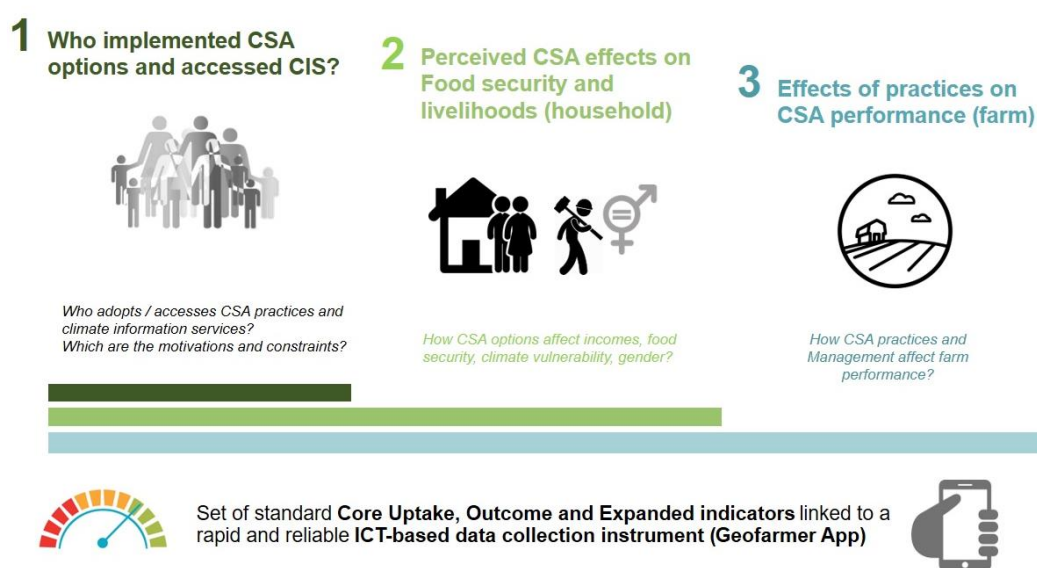 1 Who implemented CSA
options and accessed CIS?
2 Perceived CSA effects on
Food security and
livelihoods (household)
3 Effects of practices on
CSA performance (farm)
Who adopts / accesses CSA practices and
climate information services?
Which are the motivations and constraints?
How CSA options affect incomes, food
security, climate vulnerability, gender?
How CSA practices and
Management affect farm
performance?
Set of standard Core Uptake, Outcome and Expanded indicators linked to a
rapid and reliable ICT-based data collection instrument (Geofarmer App)